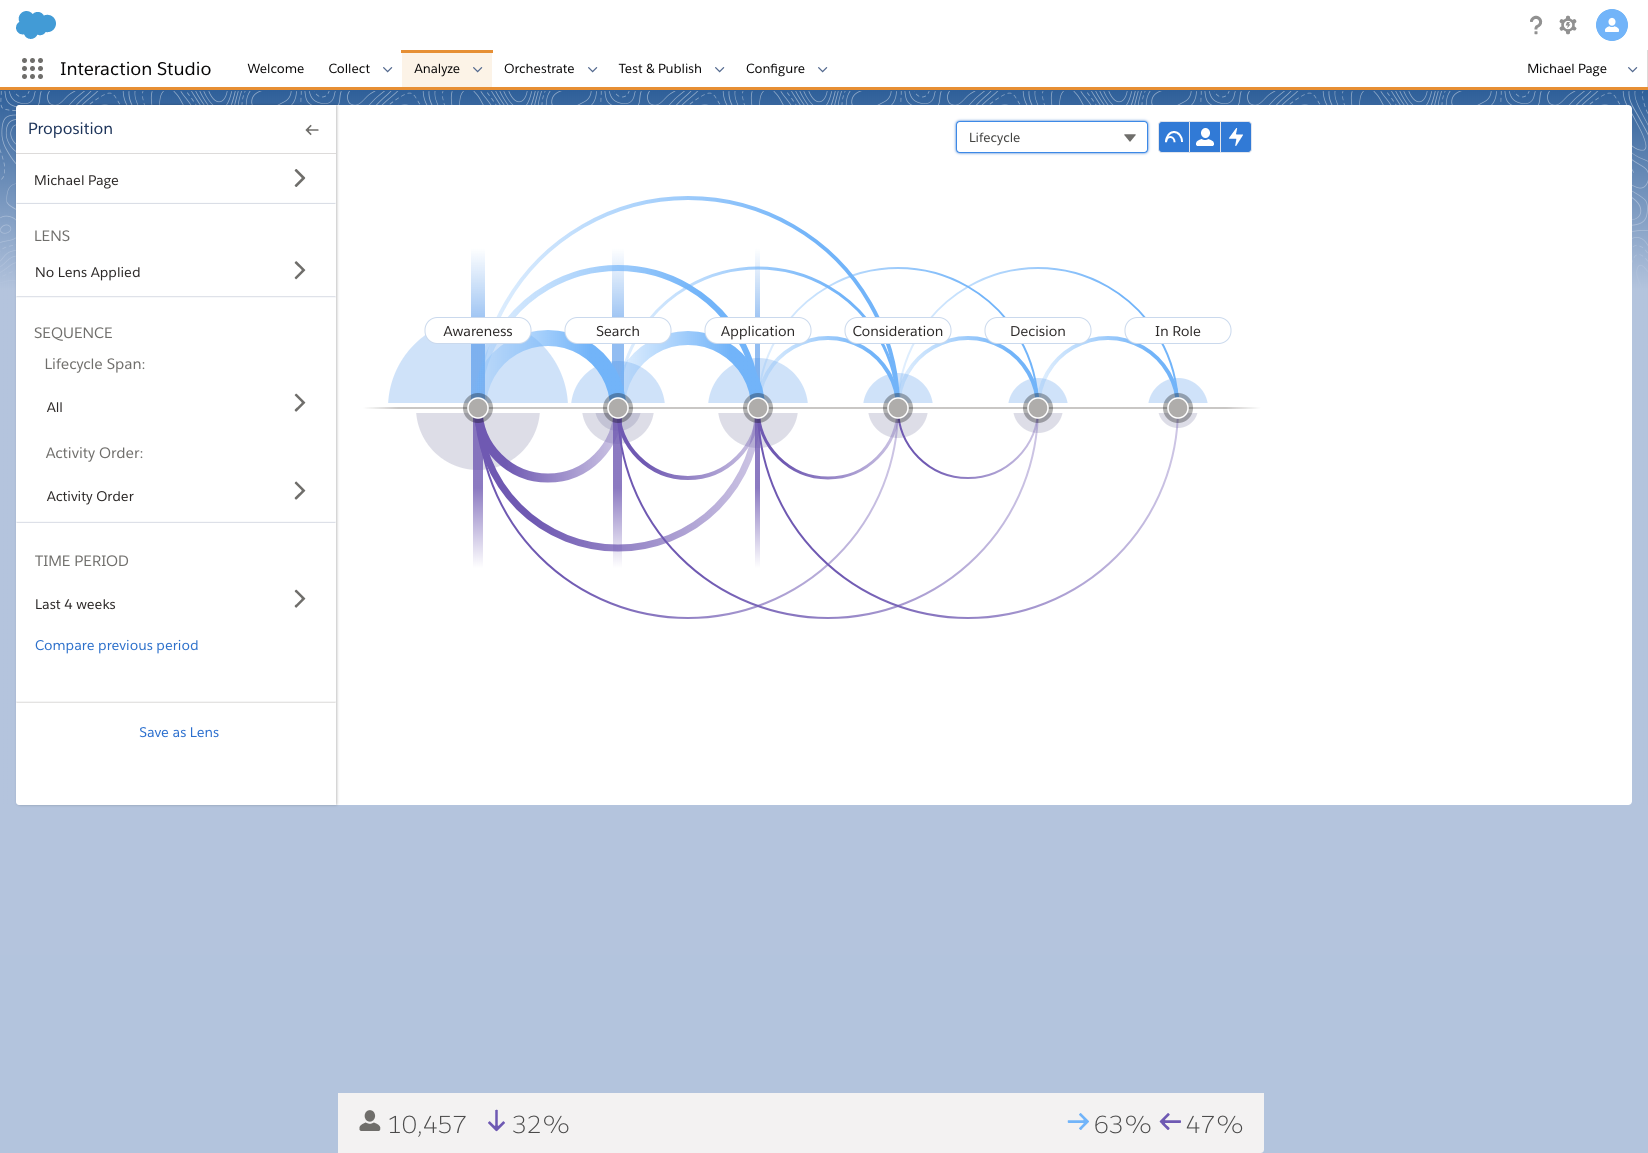 Interaction Studio
Welcome
Collect
Analyze
Orchestrate
Test & Publish
Configure
Michael Page
Proposition
Michael Page
LENS
No Lens Applied
SEQUENCE
Lifecycle Span:
All
Activity Order:
Activity Order
TIME PERIOD
Last 4 weeks
Compare previous period
Save as Lens
Lifecycle
Awareness
Search
Application
Consideration
Decision
In Role
10,457
32%
63%
47%